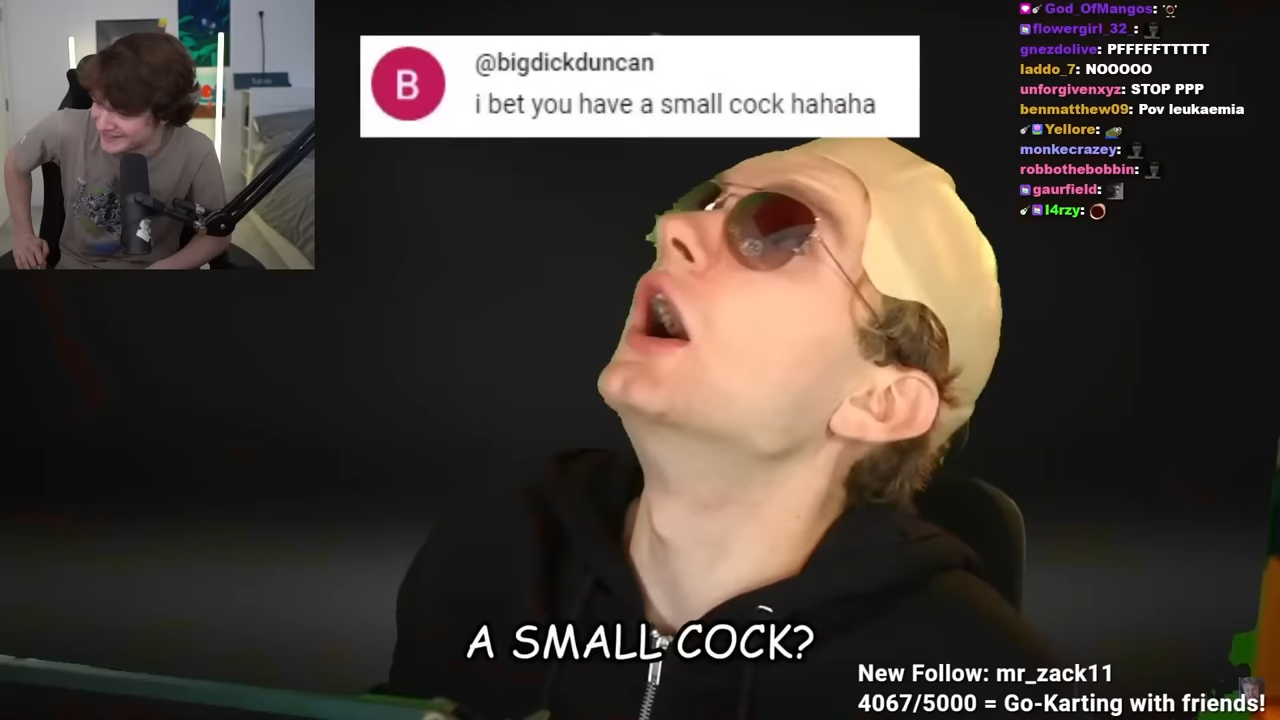 B
@bigdickduncan
i bet you have a small cock hahaha
God_OfMangos:
flowergirl_32 :
gnezdolive: PFFFFFTTTTT
laddo_7: NOOOOO
unforgivenxyz: STOP PPP
benmatthew09: Pov leukaemia
Yellore:
monkecrazey:
robbothebobbin:
gaurfield:
l4rzy:
A SMALL COCK?
New Follow: mr_zack11
4067/5000 = Go-Karting with friends!